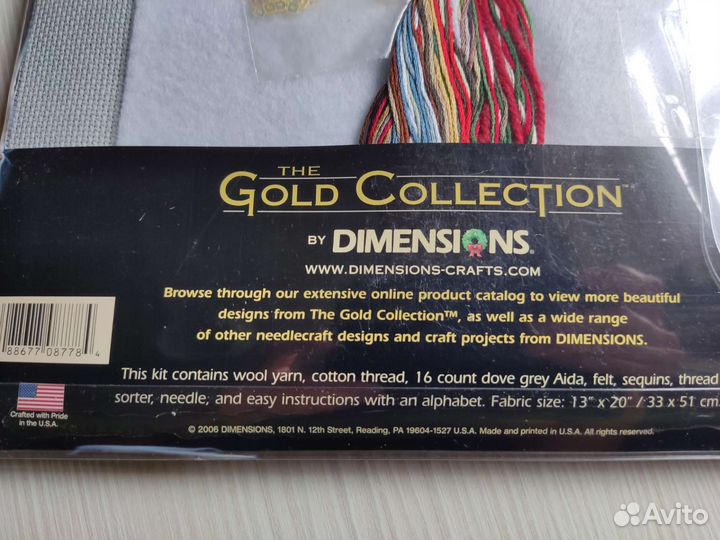 THE
GOLD COLLECTION
BY DIMENSIONS®
WWW.DIMENSIONS-CRAFTS.COM
Browse through our extensive online product catalog to view more beautiful
designs from The Gold Collection™, as well as a wide range
of other needlecraft designs and craft projects from DIMENSIONS.
88677 08778 4
This kit contains wool yarn, cotton thread, 16 count dove grey Aida, felt, sequins, thread
sorter, needle, and easy instructions with an alphabet. Fabric size: 13" x 20" / 33 x 51 cm.
Crafted with Pride
in the U.S.A.
© 2006 DIMENSIONS, 1801 N. 12th Street, Reading, PA 19604-1527 U.S.A. Made and printed in U.S.A. All rights reserved.
Avito